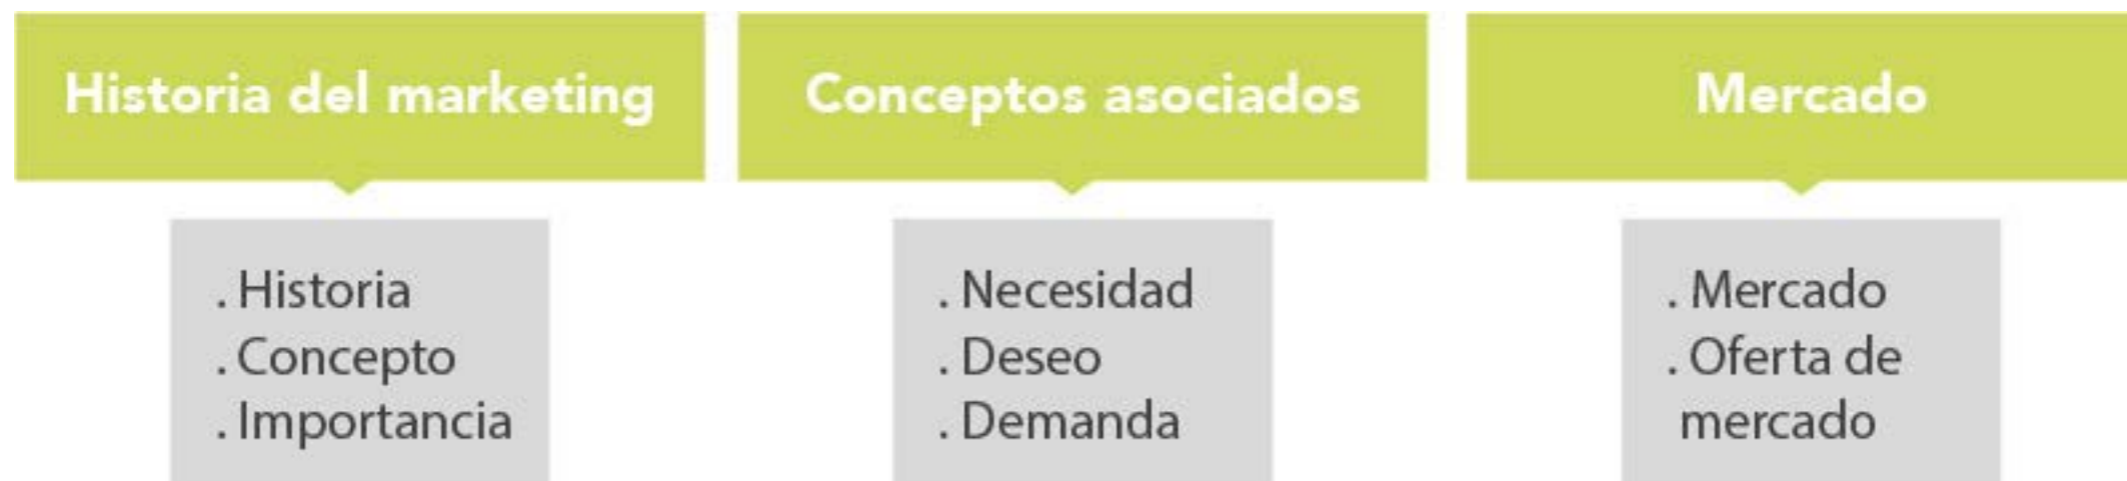 Historia del marketing
. Historia
. Concepto
. Importancia
Conceptos asociados
. Necesidad
. Deseo
. Demanda
Mercado
. Mercado
. Oferta de
mercado